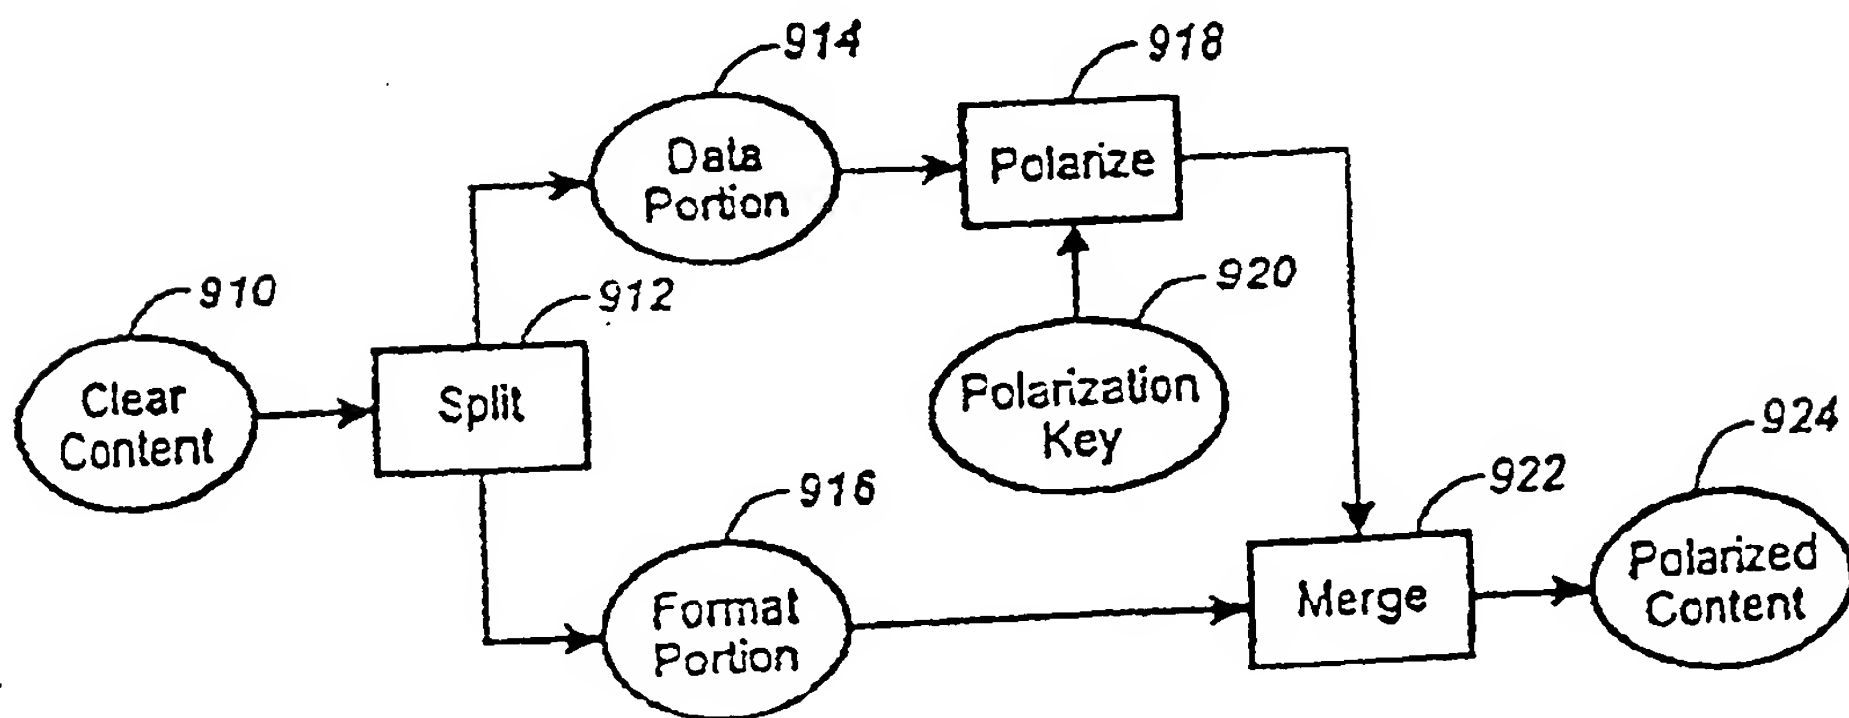 914
918
Data
Portion
Polarize
910
912
920
Clear
Content
Split
Polarization
Key
916
922
924
Format
Portion
Merge
Polarized
Content